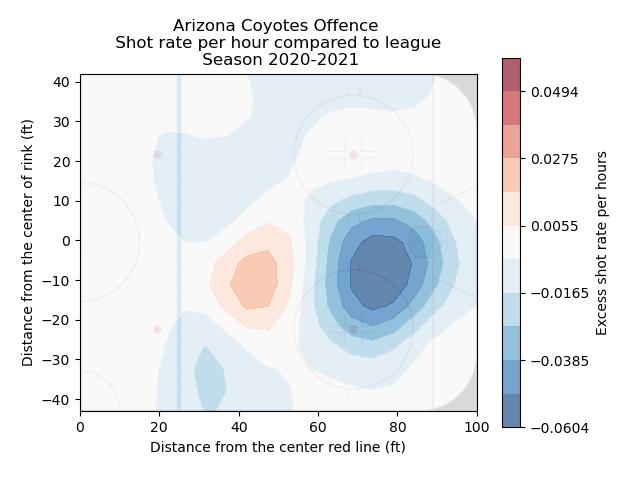 Arizona Coyotes Offence
Shot rate per hour compared to league
Season 2020-2021
Distance from the center of rink (ft)
40
30
20
10
0
−10
−20
−30
−40
0 20 40 60 80 100
Distance from the center red line (ft)
0.0494
0.0275
0.0055
−0.0165
−0.0385
−0.0604
Excess shot rate per hours